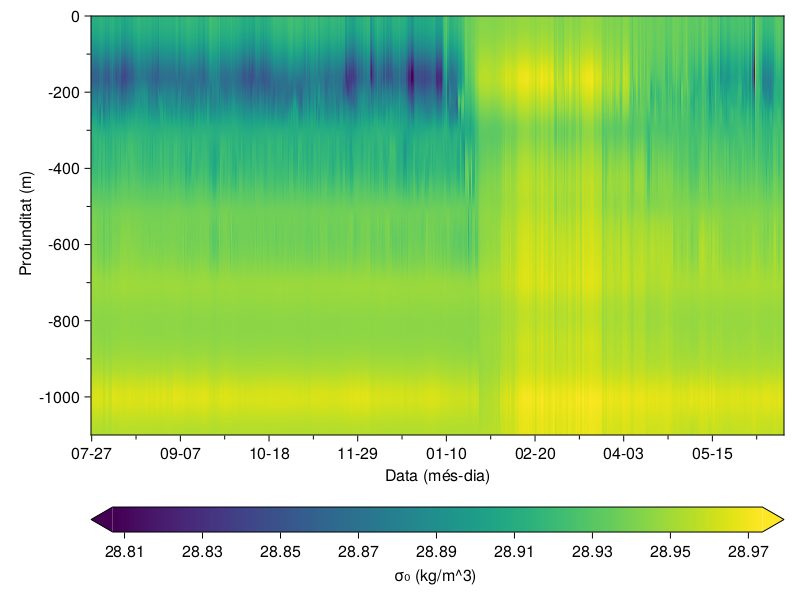 0
-200
-400
-600
-800
-1000
Profunditat (m)
07-27 09-07 10-18 11-29 01-10 02-20 04-03 05-15
Data (més-dia)
28.81 28.83 28.85 28.87 28.89 28.91 28.93 28.95 28.97
σ₀ (kg/m^3)